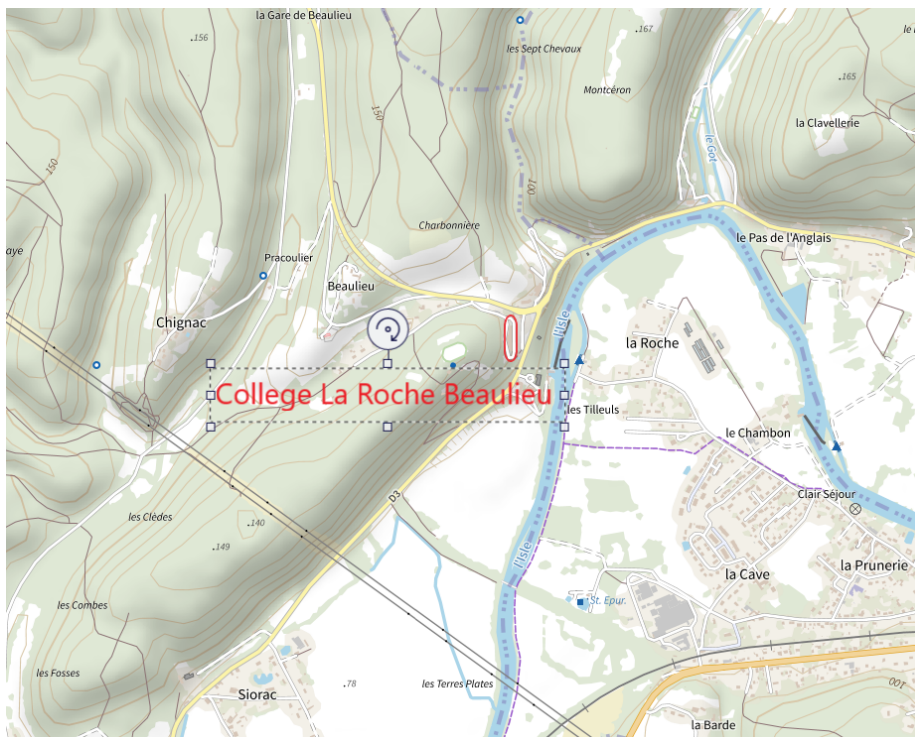 la Gare de Beaulieu
.156
les Sept Chevaux
.167
Montcéron
.165
la Clavellerie
le Got
150
150
100
Charbonnière
le Pas de l'Anglais
Pracoulier
Beaulieu
Chignac
l'Isle
la Roche
College La Roche Beaulieu
les Tilleuls
le Chambon
D3
Clair Séjour
les Clèdes
.140
.149
l'Isle
la Cave
la Prunerie
St. Epur.
les Combes
les Fosses
Siorac
.78
les Terres Plates
100
la Barde